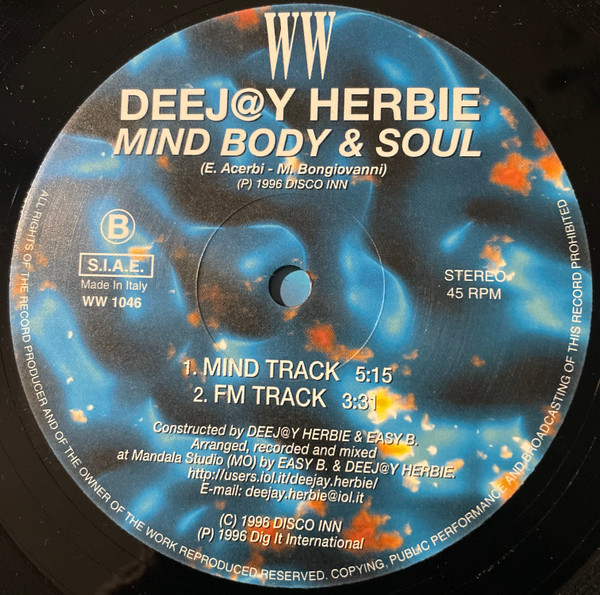 WW
DEEJ@Y HERBIE
MIND BODY & SOUL
(E. Acerbi - M. Bongiovanni)
(P) 1996 DISCO INN
B
S.I.A.E.
Made in Italy
WW 1046
STEREO
45 RPM
1. MIND TRACK 5:15
2. FM TRACK 3:31
Constructed by DEEJ@Y HERBIE & EASY B.
Arranged, recorded and mixed
at Mandala Studio (MO) by EASY B. & DEEJ@Y HERBIE.
http://users.iol.it/deejay.herbie/
E-mail: deejay.herbie@iol.it
(C) 1996 DISCO INN
(P) 1996 Dig It International
ALL RIGHTS OF THE RECORD PRODUCER AND OF THE OWNER OF THE WORK REPRODUCED RESERVED. COPYING, PUBLIC PERFORMANCE AND BROADCASTING OF THIS RECORD PROHIBITED